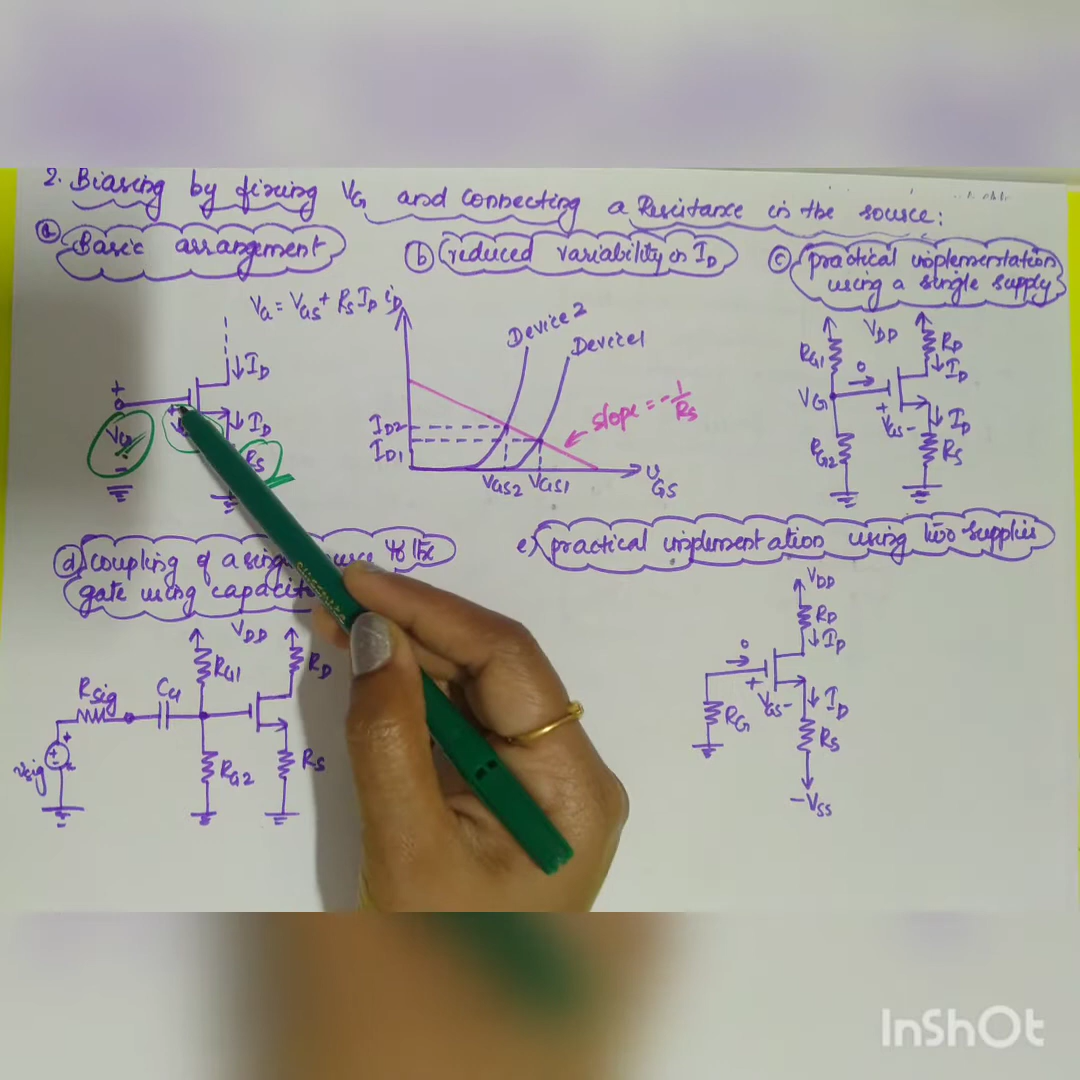 2. Biasing by fixing VG and connecting a Resistance in the source:
a) Basic arrangement
VG = VGS + RS ID
+
VG
-
ID
ID
RS
b) reduced variability in ID
iD
Device 2
Device 1
slope = -1/RS
ID2
ID1
VGS2 VGS1
VGS
c) practical implementation using a single supply
VDD
RG1
RD
0
ID
VG
+
VGS -
ID
RG2
RS
d) coupling of a
gate using
VDD
RG1
RD
Rsig
CC1
+
-
Vsig
RG2
RS
e) practical implementation using two supplies
VDD
RD
0
ID
+
VGS -
ID
RG
RS
-VSS
InShOt